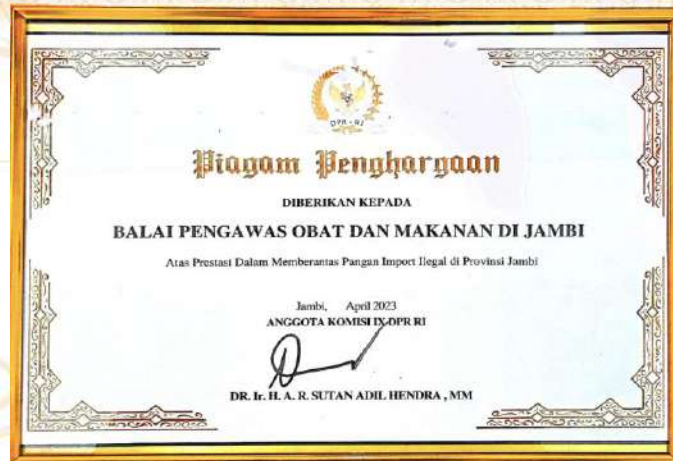 DPR - RI
Piagam Penghargaan
DIBERIKAN KEPADA
BALAI PENGAWAS OBAT DAN MAKANAN DI JAMBI
Atas Prestasi Dalam Memberantas Pangan Import Ilegal di Provinsi Jambi
Jambi, April 2023
ANGGOTA KOMISI IX DPR RI
DR. Ir. H. A. R. SUTAN ADIL HENDRA , MM